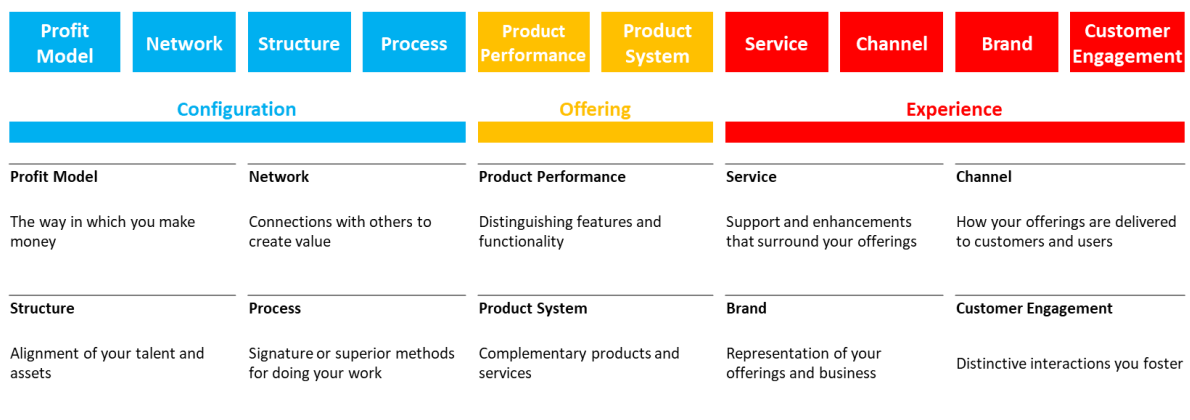 Profit
Model
Network
Structure
Process
Product
Performance
Product
System
Service
Channel
Brand
Customer
Engagement
Configuration
Offering
Experience
Profit Model
The way in which you make
money
Network
Connections with others to
create value
Product Performance
Distinguishing features and
functionality
Service
Support and enhancements
that surround your offerings
Channel
How your offerings are delivered
to customers and users
Structure
Alignment of your talent and
assets
Process
Signature or superior methods
for doing your work
Product System
Complementary products and
services
Brand
Representation of your
offerings and business
Customer Engagement
Distinctive interactions you foster